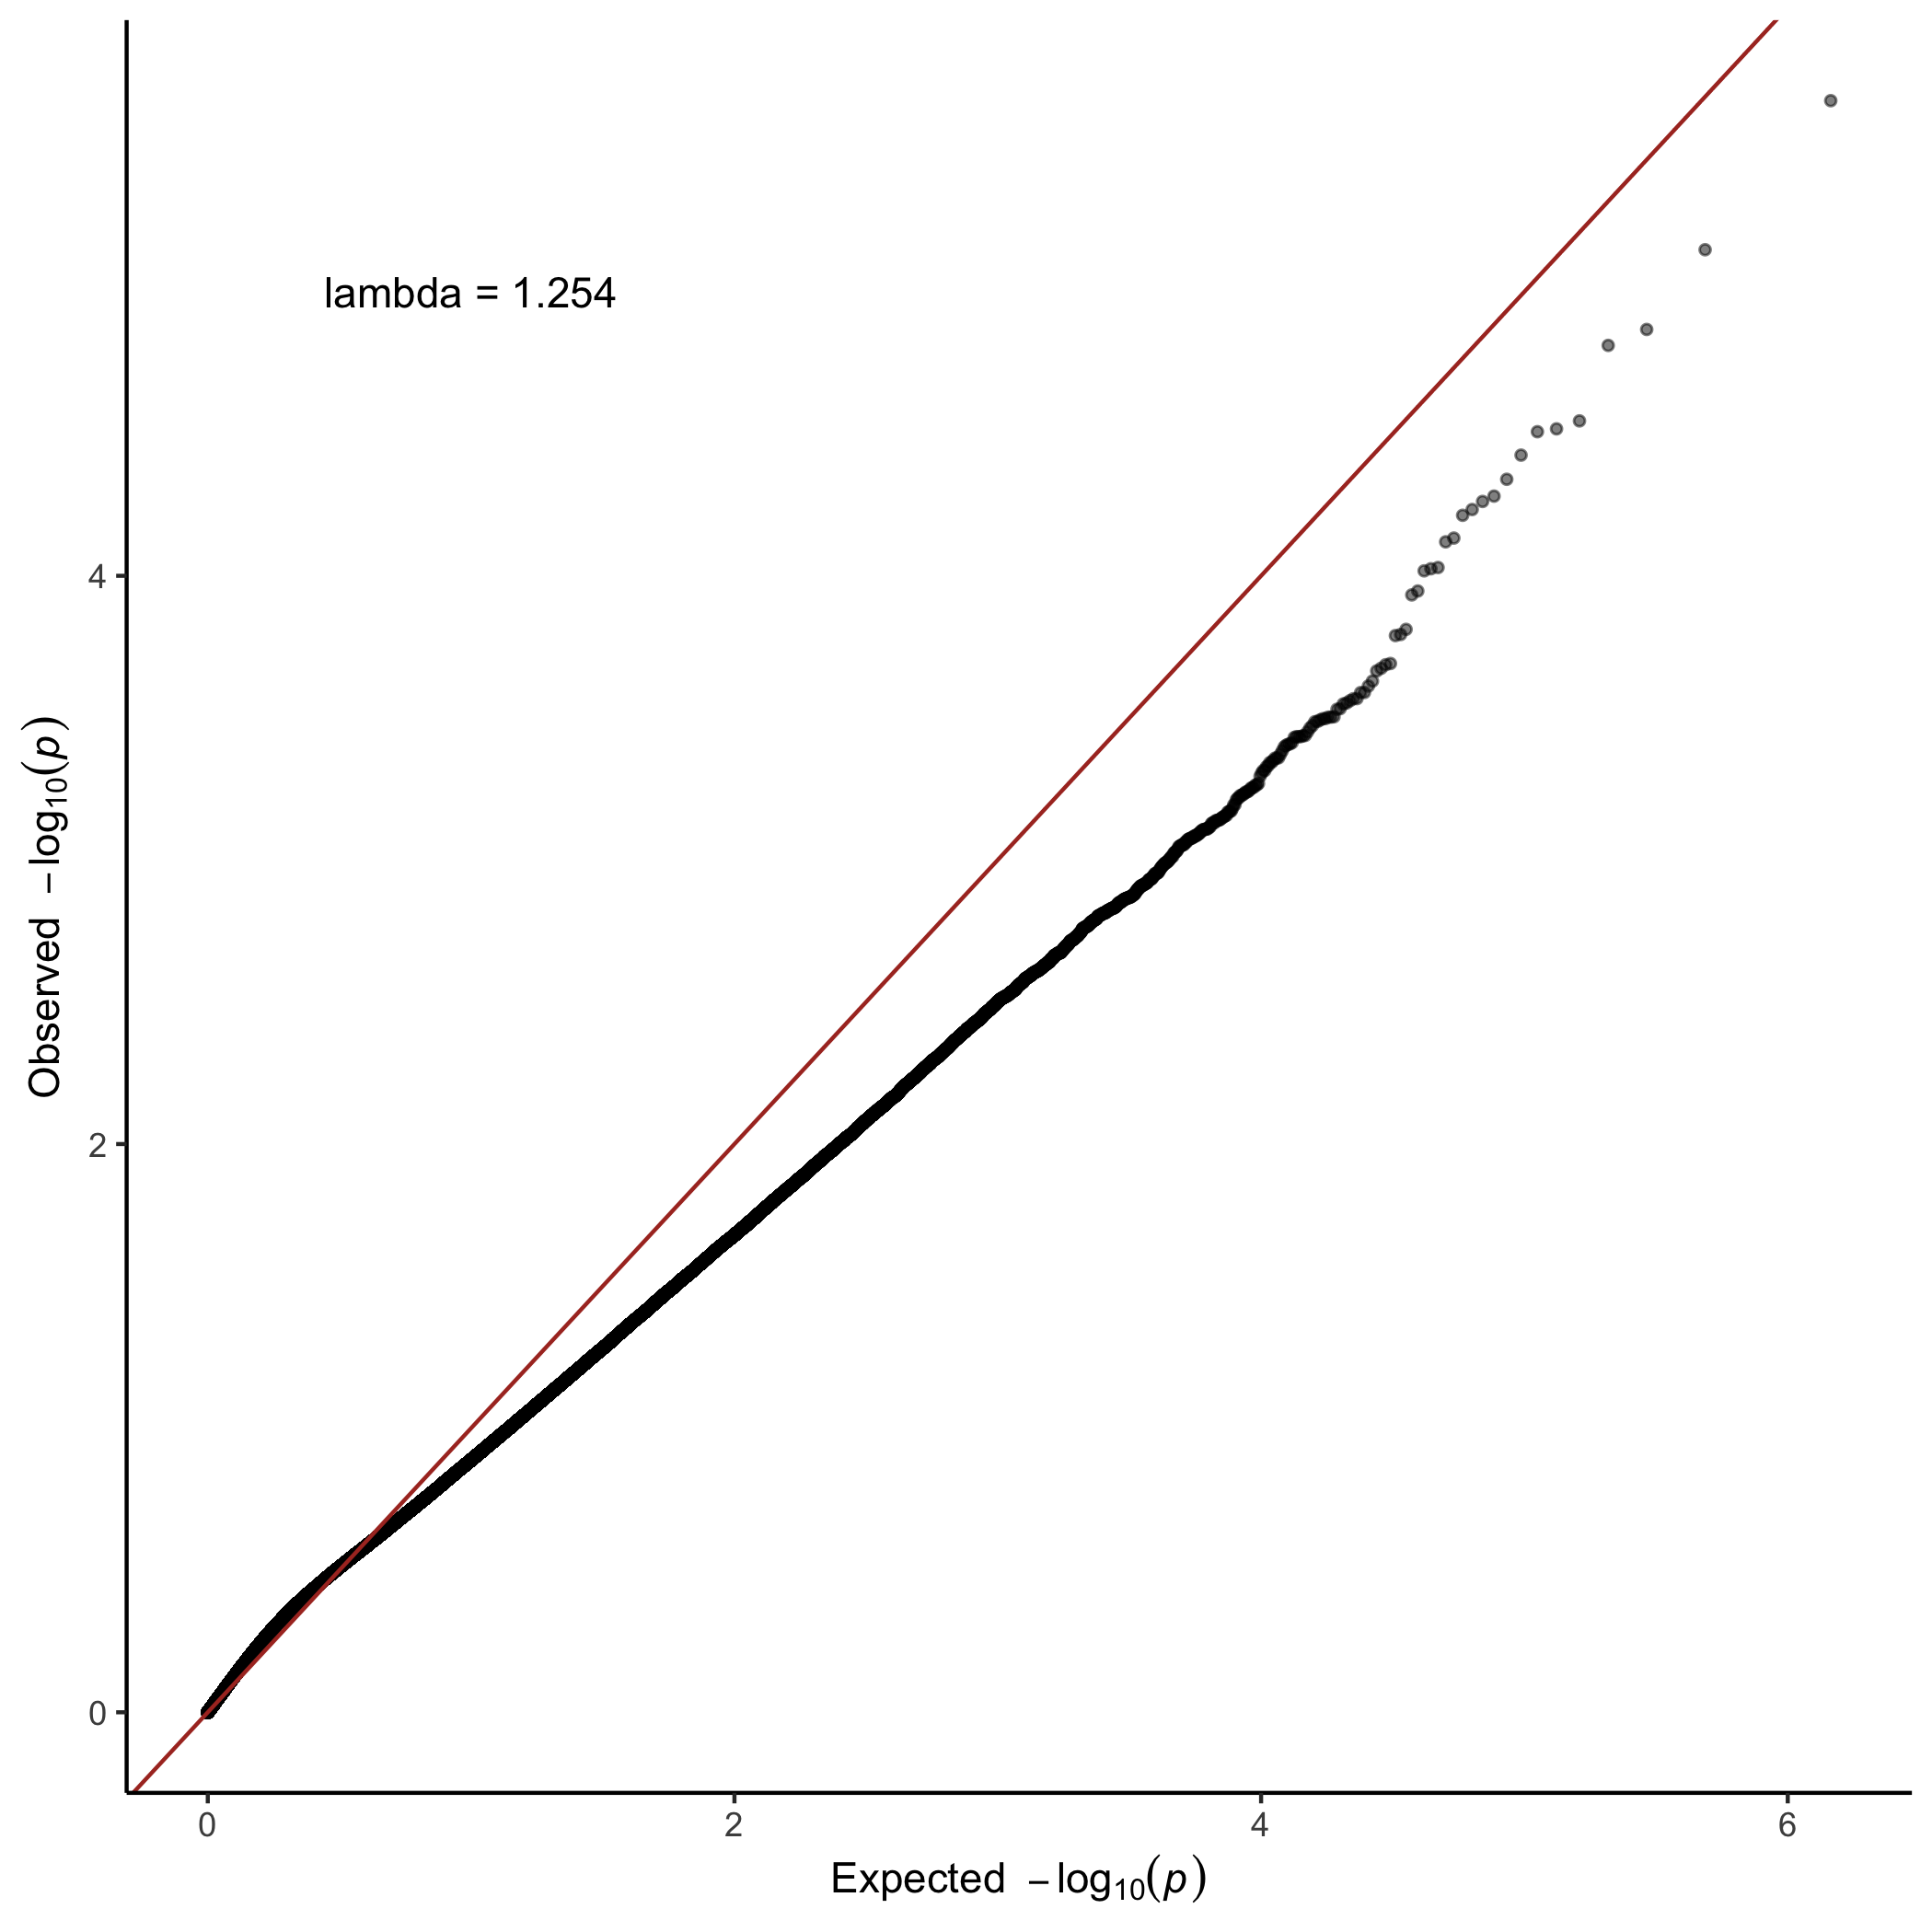 lambda = 1.254
Observed −log10(p)
4
2
0
0 2 4 6
Expected −log10(p)